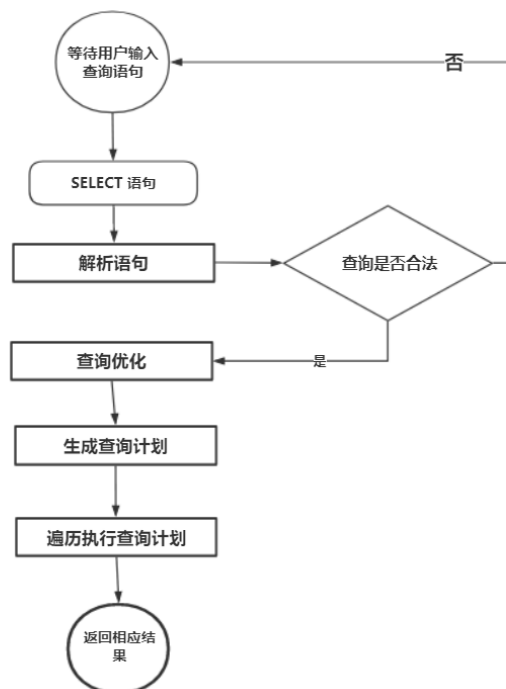 等待用户输入
查询语句
否
SELECT 语句
解析语句
查询是否合法
查询优化
是
生成查询计划
遍历执行查询计划
返回相应结
果